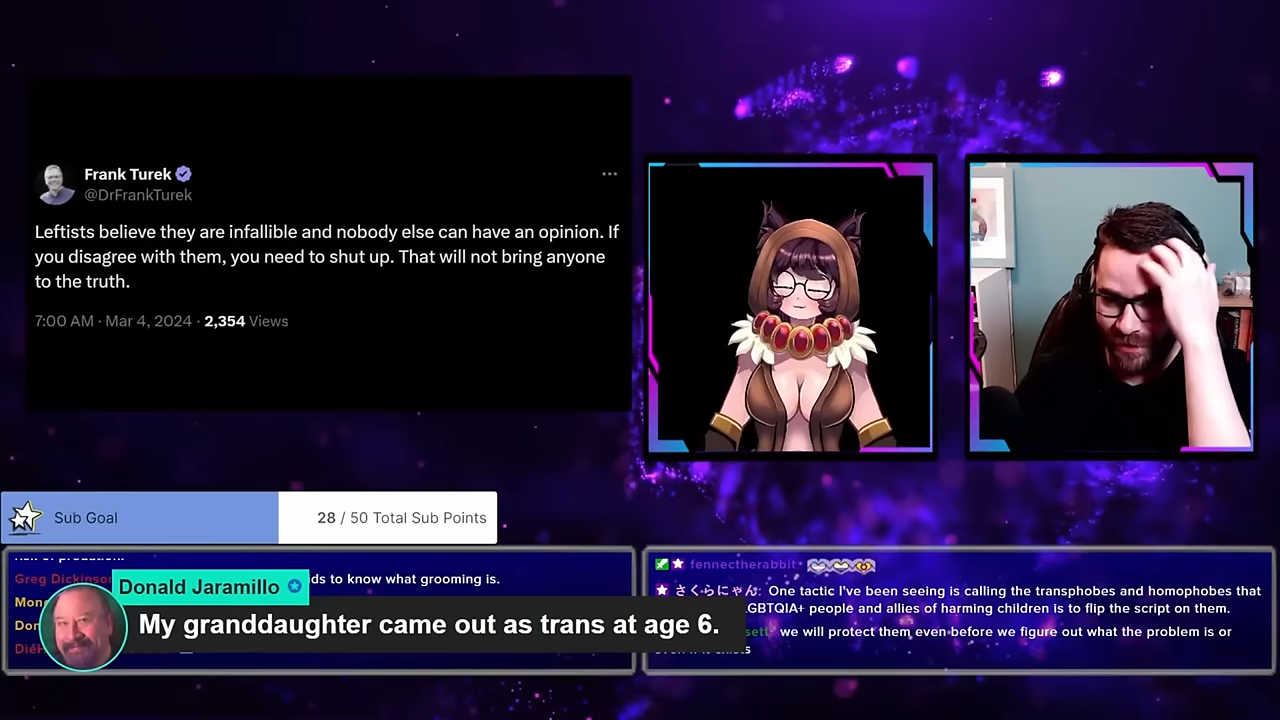 Frank Turek
@DrFrankTurek
Leftists believe they are infallible and nobody else can have an opinion. If
you disagree with them, you need to shut up. That will not bring anyone
to the truth.
7:00 AM · Mar 4, 2024 · 2,354 Views
Sub Goal
28 / 50 Total Sub Points
Greg Dickinson
ds to know what grooming is.
Donald Jaramillo
My granddaughter came out as trans at age 6.
fennectherabbit:
さくらにゃん: One tactic I've been seeing is calling the transphobes and homophobes that
GBTQIA+ people and allies of harming children is to flip the script on them.
we will protect them even before we figure out what the problem is or